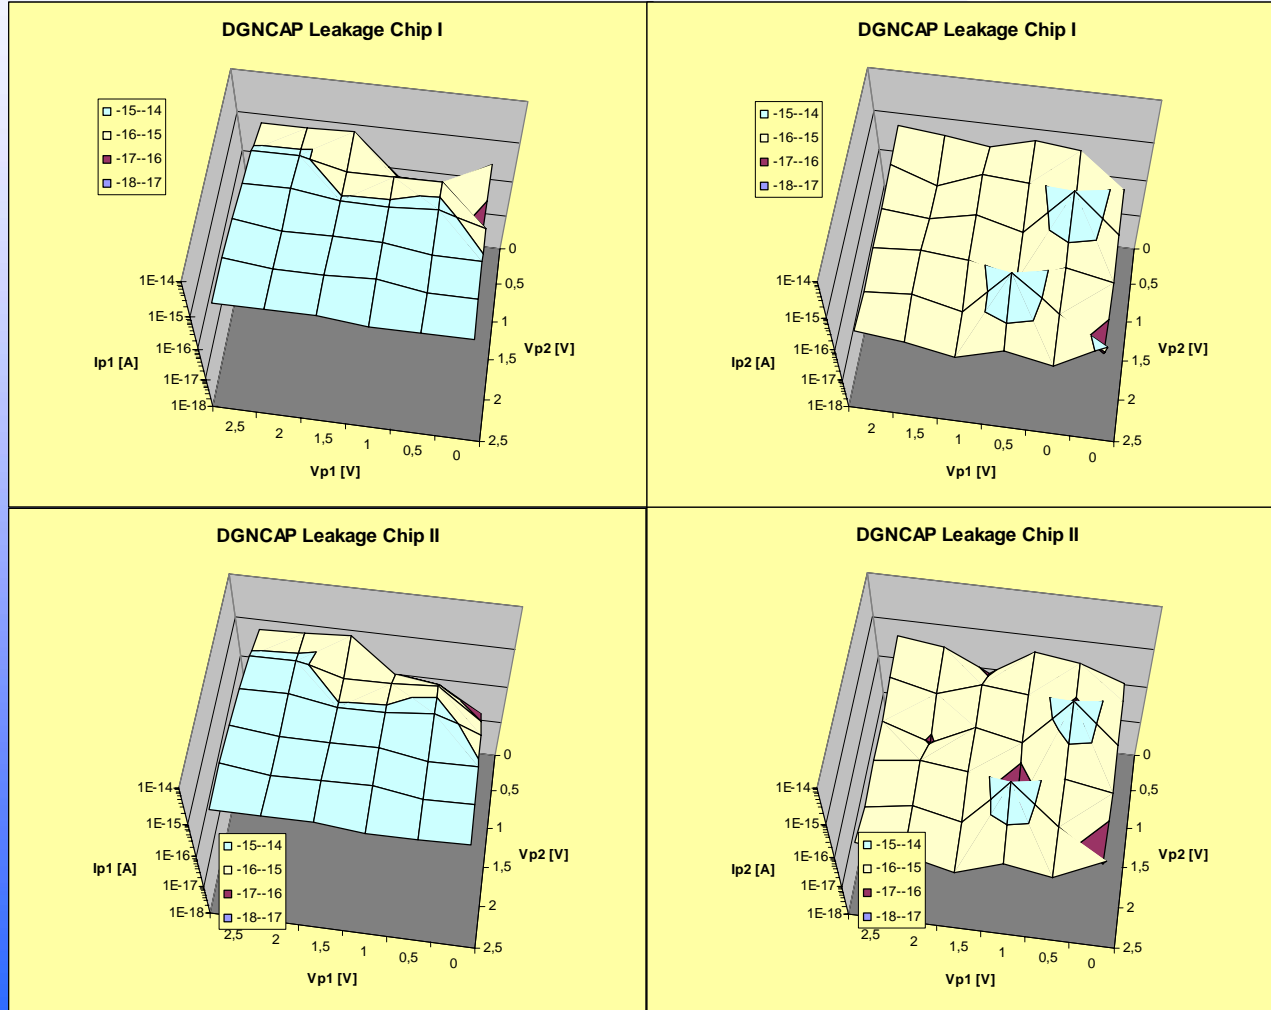 DGNCAP Leakage Chip I
-15--14
-16--15
-17--16
-18--17
1E-14
1E-15
1E-16
1E-17
1E-18
Ip1 [A]
2,5
2
1,5
1
0,5
0
Vp1 [V]
0
0,5
1
1,5
2
2,5
Vp2 [V]
DGNCAP Leakage Chip I
-15--14
-16--15
-17--16
-18--17
1E-14
1E-15
1E-16
1E-17
1E-18
Ip2 [A]
2
1,5
1
0,5
0
0
Vp1 [V]
0
0,5
1
1,5
2
2,5
Vp2 [V]
DGNCAP Leakage Chip II
1E-14
1E-15
1E-16
1E-17
1E-18
Ip1 [A]
-15--14
-16--15
-17--16
-18--17
2,5
2
1,5
1
0,5
0
Vp1 [V]
0
0,5
1
1,5
2
2,5
Vp2 [V]
DGNCAP Leakage Chip II
1E-14
1E-15
1E-16
1E-17
1E-18
Ip2 [A]
-15--14
-16--15
-17--16
-18--17
2,5
2
1,5
1
0,5
0
Vp1 [V]
0
0,5
1
1,5
2
2,5
Vp2 [V]